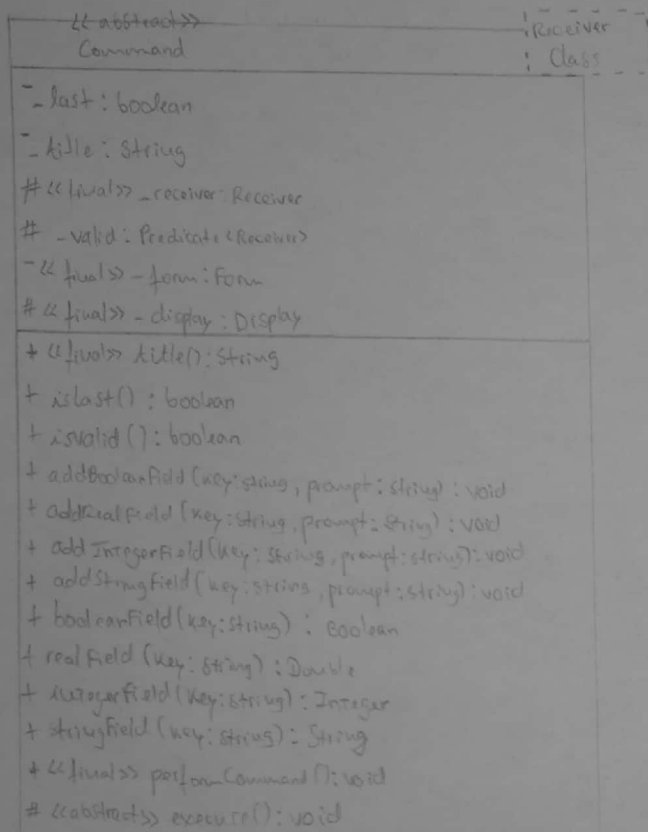 <<abstract>>
Command
Receiver
: Class
- _last : boolean
- _title : String
# <<final>> _receiver : Receiver
# _valid : Predicate<Receiver>
- <<final>> _form : Form
# <<final>> _display : Display
+ <<final>> title() : String
+ isLast() : boolean
+ isValid() : boolean
+ addBooleanField(key:String, prompt:String) : void
+ addRealField(key:String, prompt:String) : void
+ addIntegerField(key:String, prompt:String) : void
+ addStringField(key:String, prompt:String) : void
+ booleanField(key:String) : Boolean
+ realField(key:String) : Double
+ integerField(key:String) : Integer
+ stringField(key:String) : String
+ <<final>> performCommand() : void
# <<abstract>> execute() : void